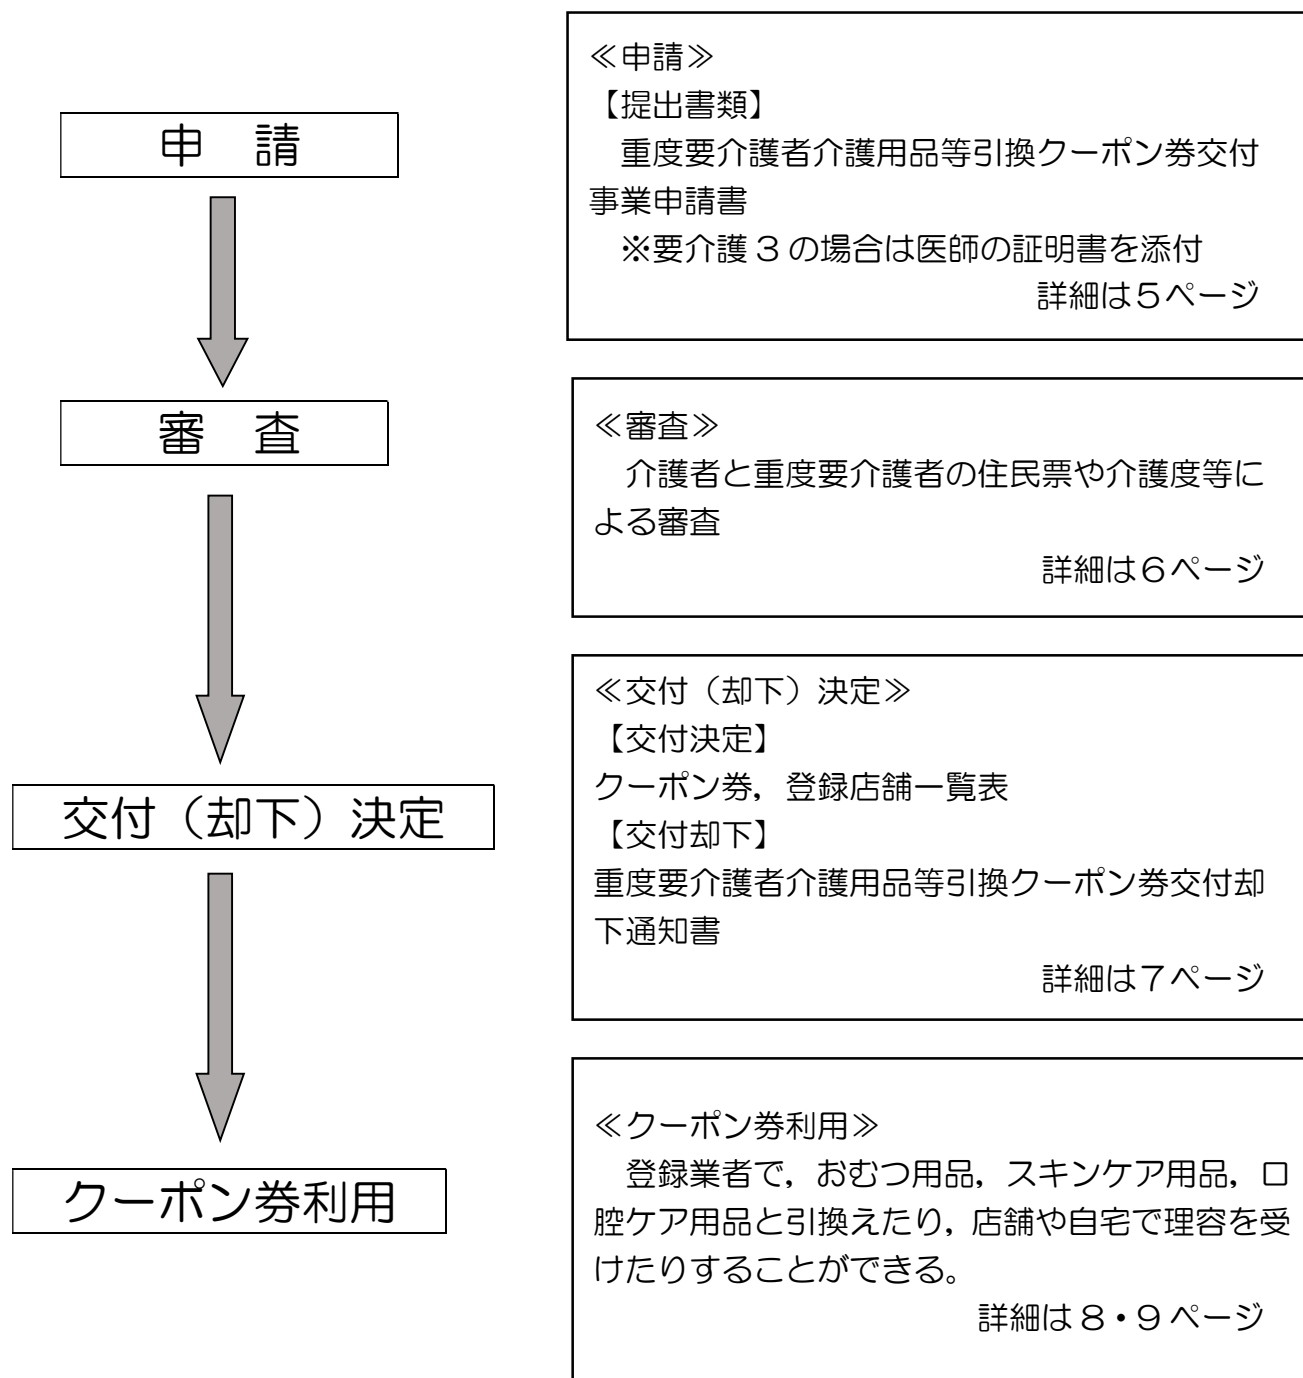 申　請
≪申請≫
【提出書類】
　重度要介護者介護用品等引換クーポン券交付
事業申請書
　※要介護３の場合は医師の証明書を添付
詳細は５ページ
審　査
≪審査≫
　介護者と重度要介護者の住民票や介護度等に
よる審査
詳細は６ページ
交付（却下）決定
≪交付（却下）決定≫
【交付決定】
クーポン券，登録店舗一覧表
【交付却下】
重度要介護者介護用品等引換クーポン券交付却
下通知書
詳細は７ページ
クーポン券利用
≪クーポン券利用≫
　登録業者で，おむつ用品，スキンケア用品，口
腔ケア用品と引換えたり，店舗や自宅で理容を受
けたりすることができる。
詳細は８・９ページ